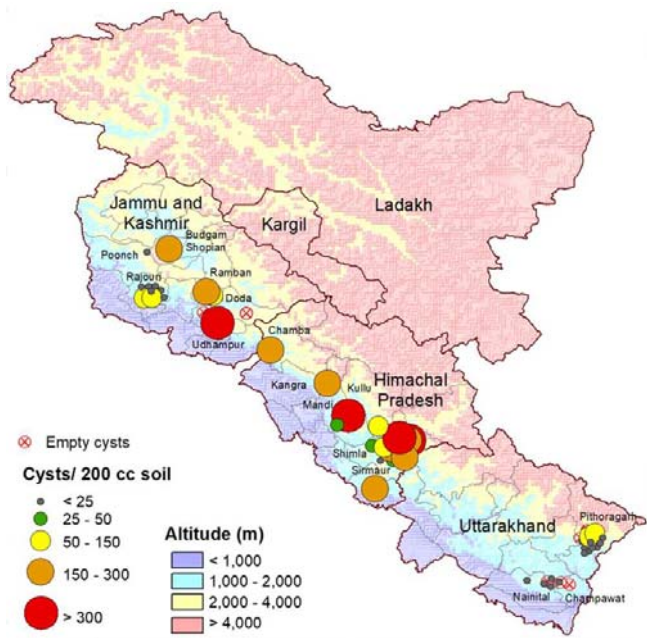 Jammu and
Kashmir
Kargil
Ladakh
Budgam
Shopian
Poonch
Rajouri
Ramban
Doda
Udhampur
Chamba
Kangra
Kullu
Himachal
Pradesh
Mandi
Shimla
Sirmaur
Uttarakhand
Pithoragarh
Nainital
Champawat
Empty cysts
Cysts/ 200 cc soil
< 25
25 - 50
50 - 150
150 - 300
> 300
Altitude (m)
< 1,000
1,000 - 2,000
2,000 - 4,000
> 4,000